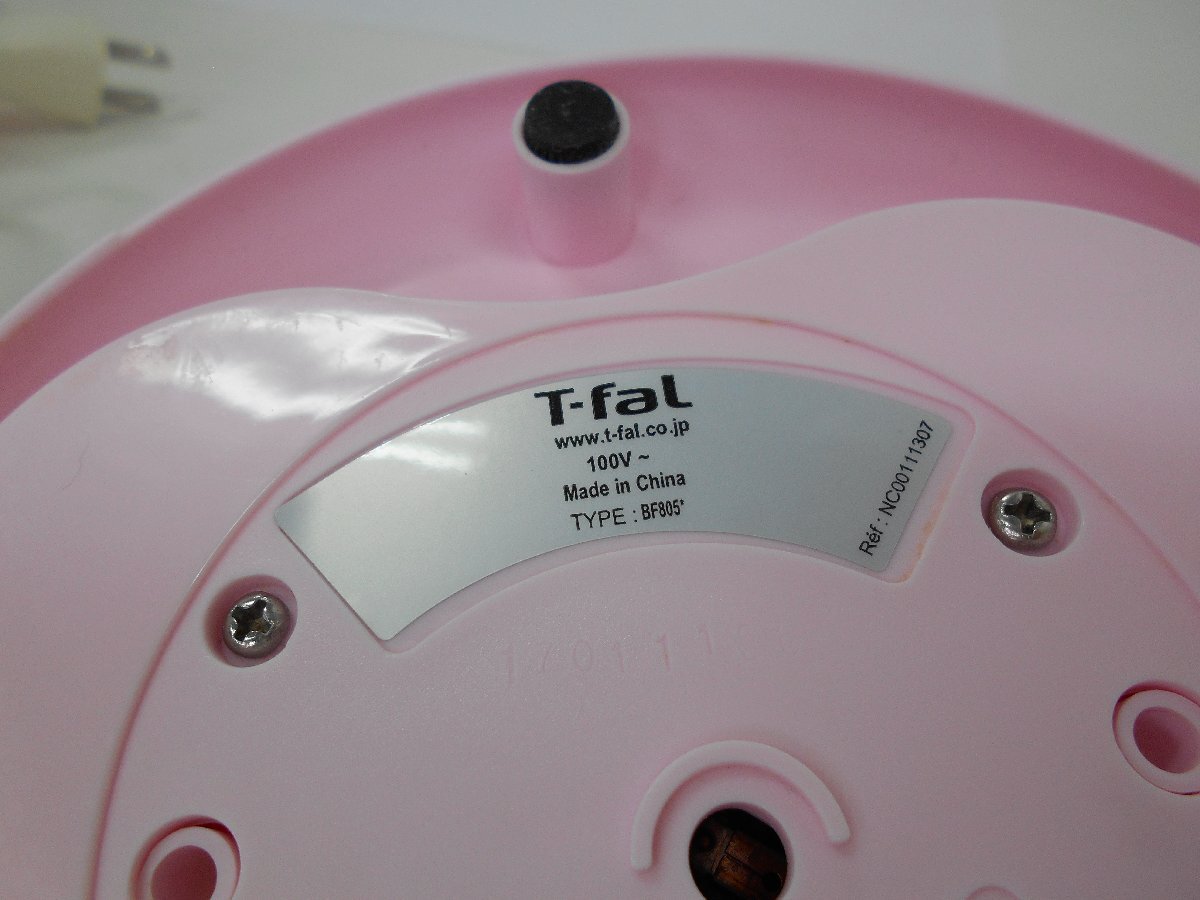 T-fal
www.t-fal.co.jp
100V ~
Made in China
TYPE : BF805*
Réf : NC00111307